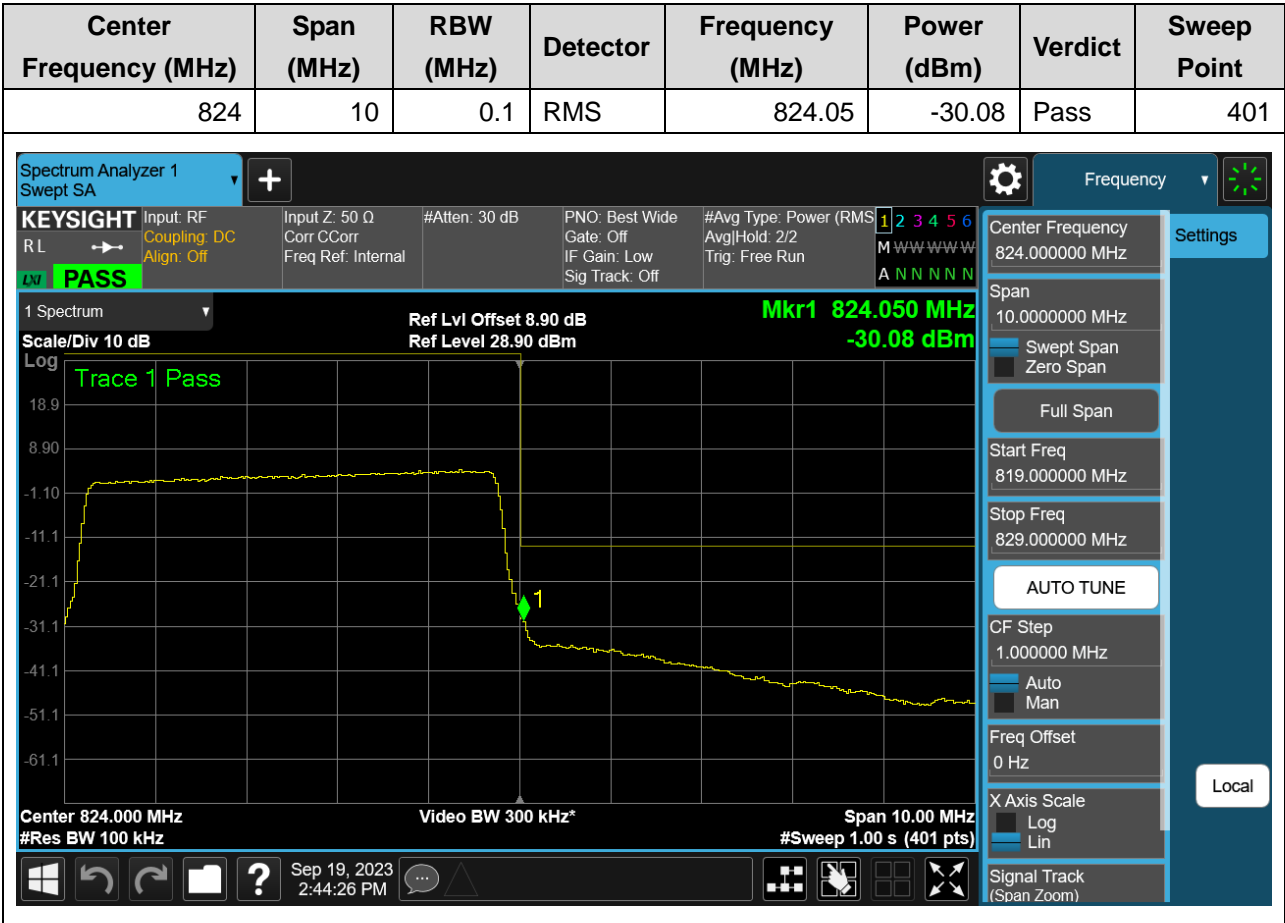 Center Frequency (MHz) Span (MHz) RBW (MHz) Detector Frequency (MHz) Power (dBm) Verdict Sweep Point
824 10 0.1 RMS 824.05 -30.08 Pass 401
Spectrum Analyzer 1
Swept SA
Frequency
KEYSIGHT
R L
LXI PASS
Input: RF
Coupling: DC
Align: Off
Input Z: 50 Ω
Corr CCorr
Freq Ref: Internal
#Atten: 30 dB
PNO: Best Wide
Gate: Off
IF Gain: Low
Sig Track: Off
#Avg Type: Power (RMS
Avg|Hold: 2/2
Trig: Free Run
1 2 3 4 5 6
M W W W W W
A N N N N N
1 Spectrum
Scale/Div 10 dB
Ref Lvl Offset 8.90 dB
Ref Level 28.90 dBm
Mkr1 824.050 MHz
-30.08 dBm
Log
Trace 1 Pass
18.9
8.90
-1.10
-11.1
-21.1
-31.1
-41.1
-51.1
-61.1
1
Center 824.000 MHz
#Res BW 100 kHz
Video BW 300 kHz*
Span 10.00 MHz
#Sweep 1.00 s (401 pts)
Center Frequency
824.000000 MHz
Span
10.0000000 MHz
Swept Span
Zero Span
Full Span
Start Freq
819.000000 MHz
Stop Freq
829.000000 MHz
AUTO TUNE
CF Step
1.000000 MHz
Auto
Man
Freq Offset
0 Hz
X Axis Scale
Log
Lin
Signal Track
(Span Zoom)
Settings
Local
?
Sep 19, 2023
2:44:26 PM